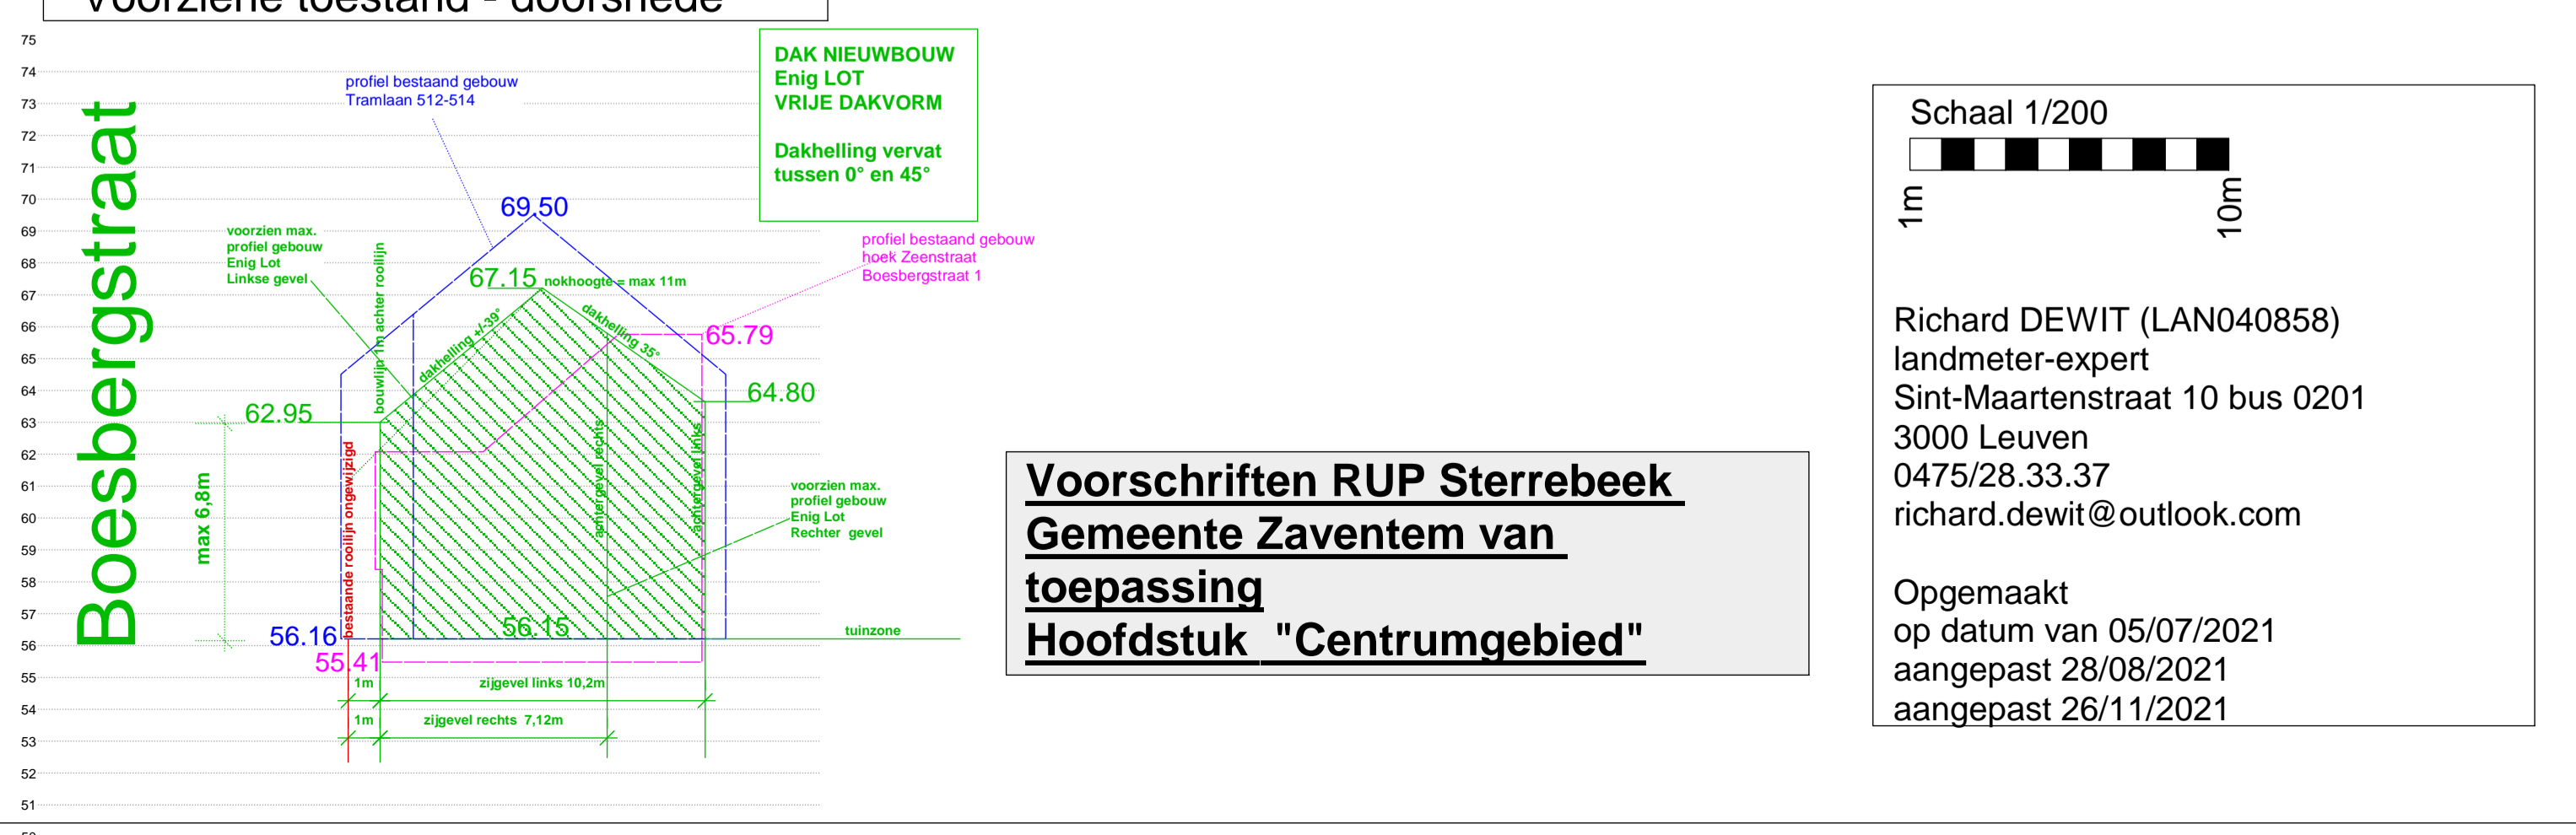 Voorziene toestand - doorsnede
75
74
73
72
71
70
69
68
67
66
65
64
63
62
61
60
59
58
57
56
55
54
53
52
51
Boesbergstraat
profiel bestaand gebouw
Tramlaan 512-514
DAK NIEUWBOUW
Enig LOT
VRIJE DAKVORM
Dakhelling vervat
tussen 0° en 45°
69.50
voorzien max.
profiel gebouw
Enig Lot
Linkse gevel
bouwlijn 1m achter rooilijn
67.15
nokhoogte = max 11m
profiel bestaand gebouw
hoek Zeenstraat
Boesbergstraat 1
dakhelling +/-39°
dakhelling 35°
65.79
64.80
62.95
max 6,8m
bestaande rooilijn ongewijzigd
achtergevel rechts
achtergevel links
voorzien max.
profiel gebouw
Enig Lot
Rechter gevel
56.15
56.16
55.41
tuinzone
1m
zijgevel links 10,2m
1m
zijgevel rechts 7,12m
Voorschriften RUP Sterrebeek
Gemeente Zaventem van
toepassing
Hoofdstuk "Centrumgebied"
Schaal 1/200
1m
10m
Richard DEWIT (LAN040858)
landmeter-expert
Sint-Maartenstraat 10 bus 0201
3000 Leuven
0475/28.33.37
richard.dewit@outlook.com
Opgemaakt
op datum van 05/07/2021
aangepast 28/08/2021
aangepast 26/11/2021